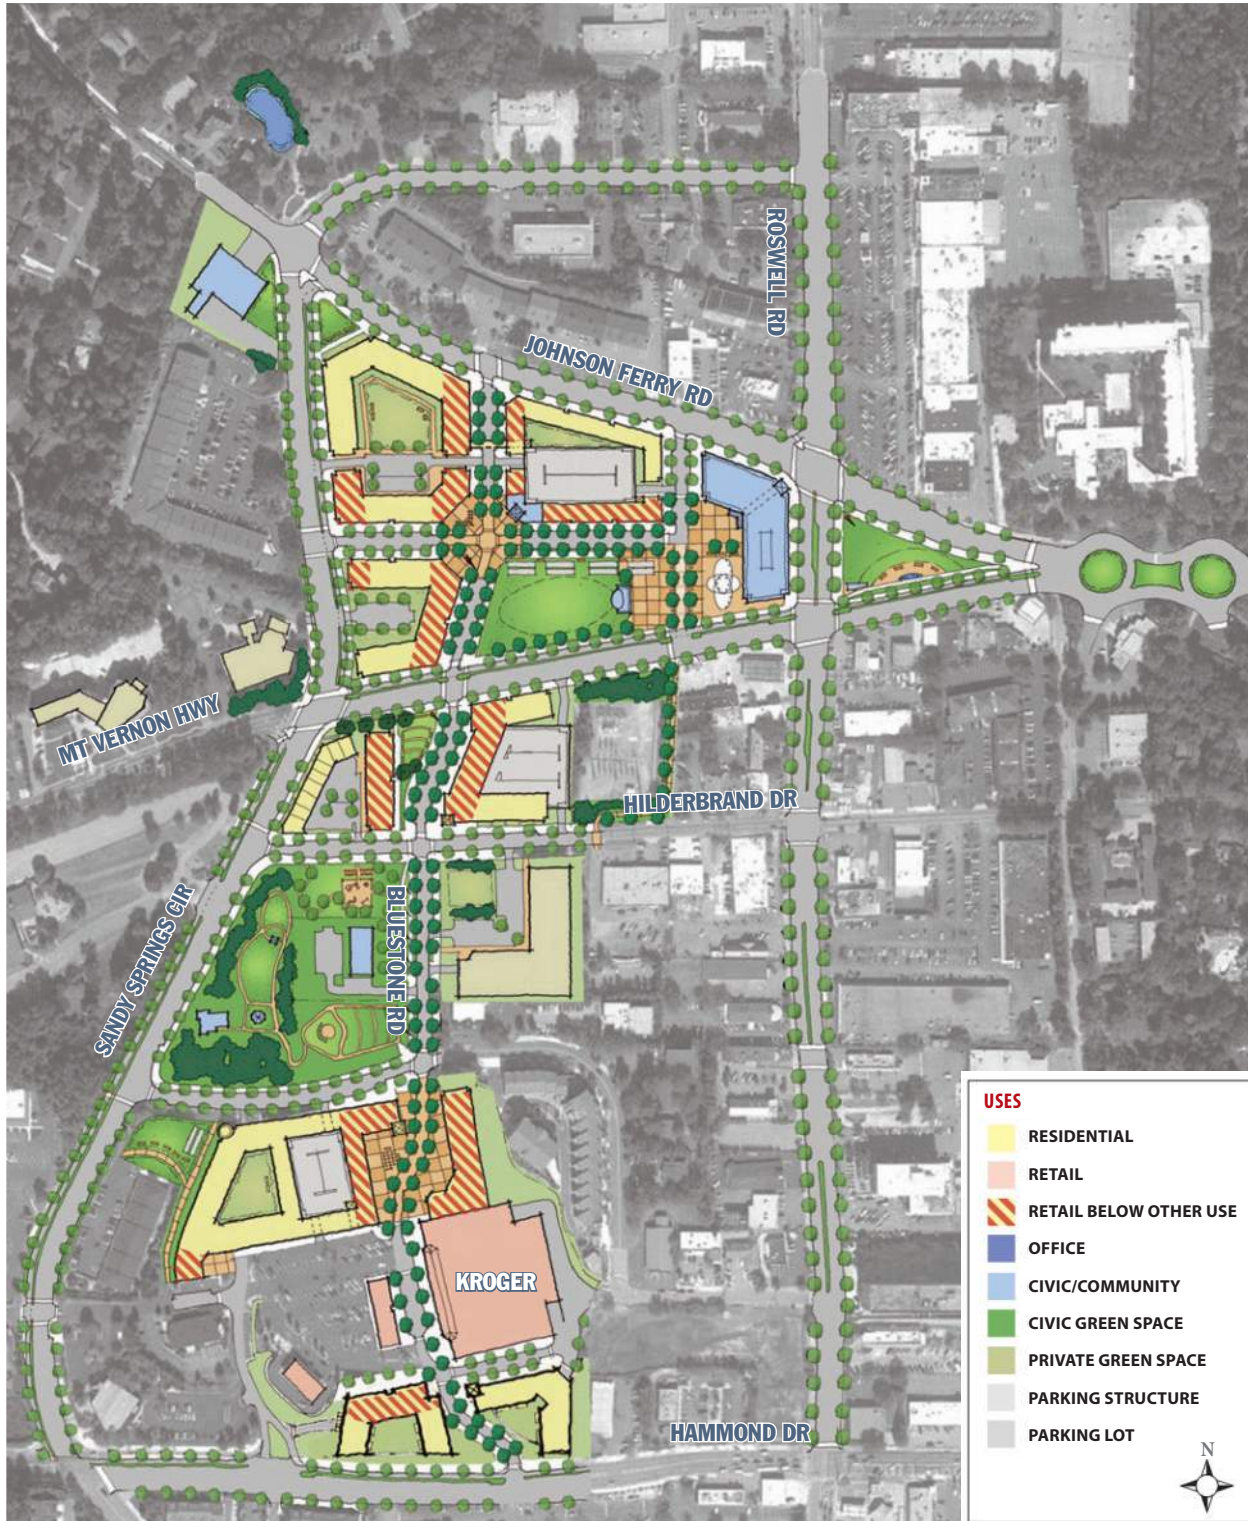 ROSWELL RD
JOHNSON FERRY RD
MT VERNON HWY
HILDERBRAND DR
BLUESTONE RD
SANDY SPRINGS CIR
KROGER
HAMMOND DR
USES
RESIDENTIAL
RETAIL
RETAIL BELOW OTHER USE
OFFICE
CIVIC/COMMUNITY
CIVIC GREEN SPACE
PRIVATE GREEN SPACE
PARKING STRUCTURE
PARKING LOT
N